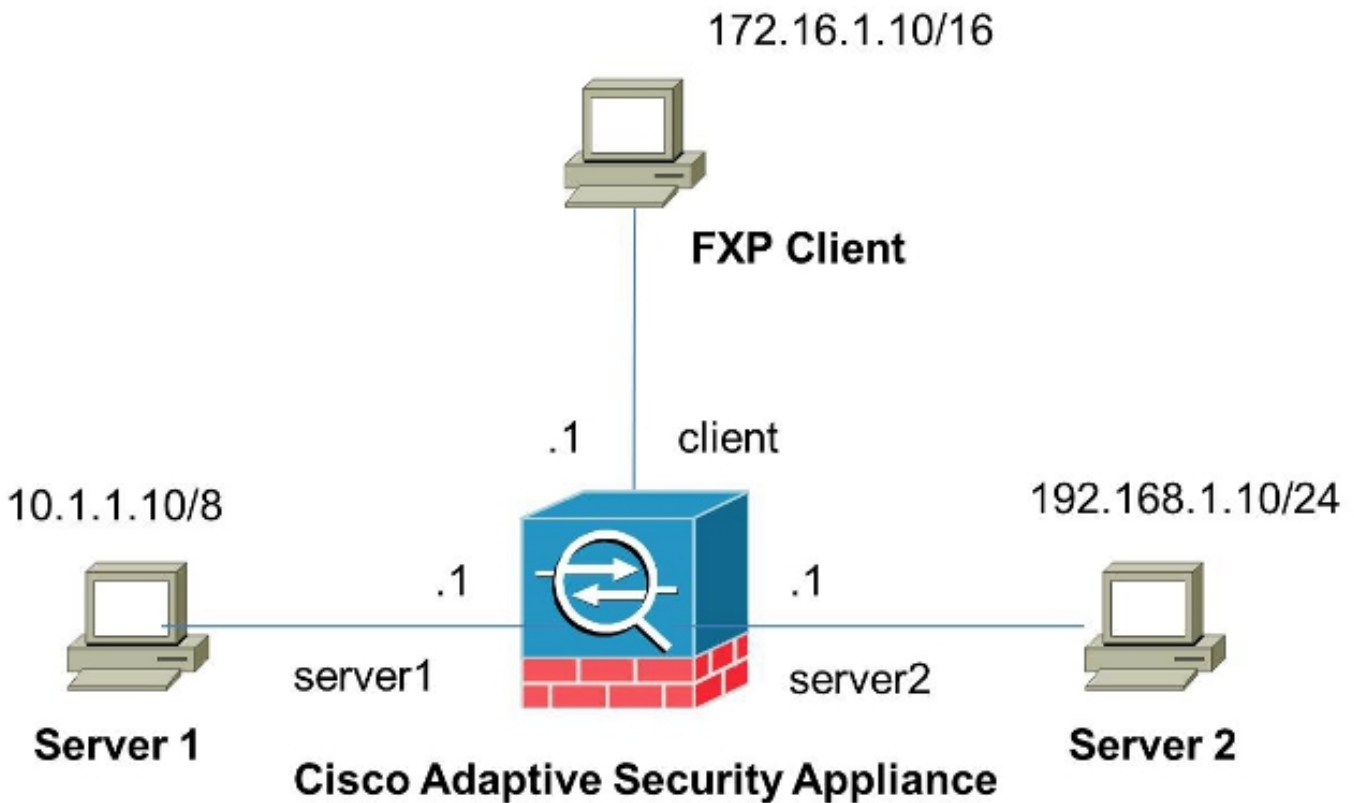 172.16.1.10/16
FXP Client
.1 client
10.1.1.10/8
192.168.1.10/24
.1
.1
server1
server2
Server 1
Server 2
Cisco Adaptive Security Appliance